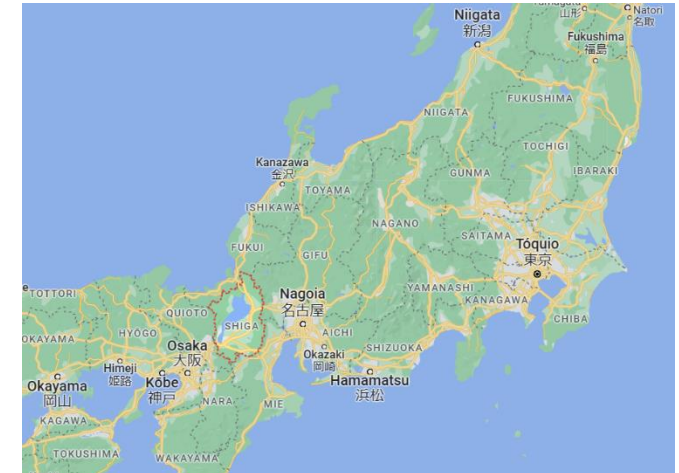 Niigata
新潟
山形
Natori
名取
Fukushima
福島
FUKUSHIMA
NIIGATA
TOCHIGI
IBARAKI
GUNMA
Kanazawa
金沢
TOYAMA
ISHIKAWA
NAGANO
SAITAMA
Tóquio
東京
FUKUI
GIFU
YAMANASHI
KANAGAWA
CHIBA
TOTTORI
QUIOTO
SHIGA
Nagoia
名古屋
AICHI
SHIZUOKA
HYŌGO
OKAYAMA
Osaka
大阪
Okazaki
岡崎
Himeji
姫路
Kōbe
神戸
Hamamatsu
浜松
Okayama
岡山
NARA
MIE
KAGAWA
TOKUSHIMA
WAKAYAMA